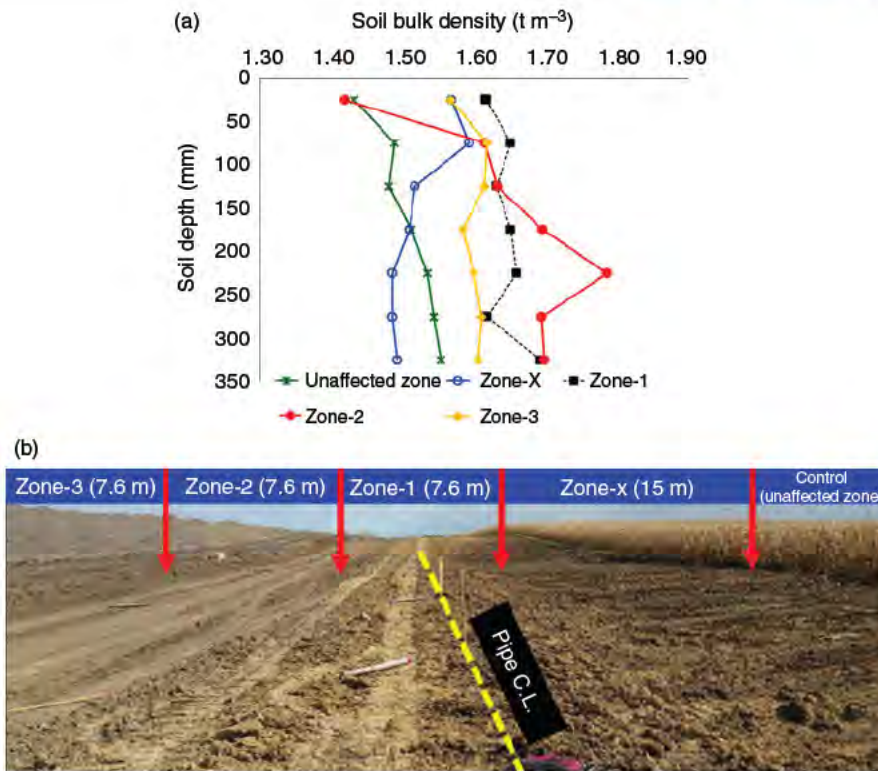 (a)
Soil bulk density (t m⁻³)
1.30 1.40 1.50 1.60 1.70 1.80 1.90
Soil depth (mm)
0
50
100
150
200
250
300
350
Unaffected zone Zone-X Zone-1
Zone-2 Zone-3
(b)
Zone-3 (7.6 m) Zone-2 (7.6 m) Zone-1 (7.6 m) Zone-x (15 m) Control
(unaffected zone
Pipe C.L.